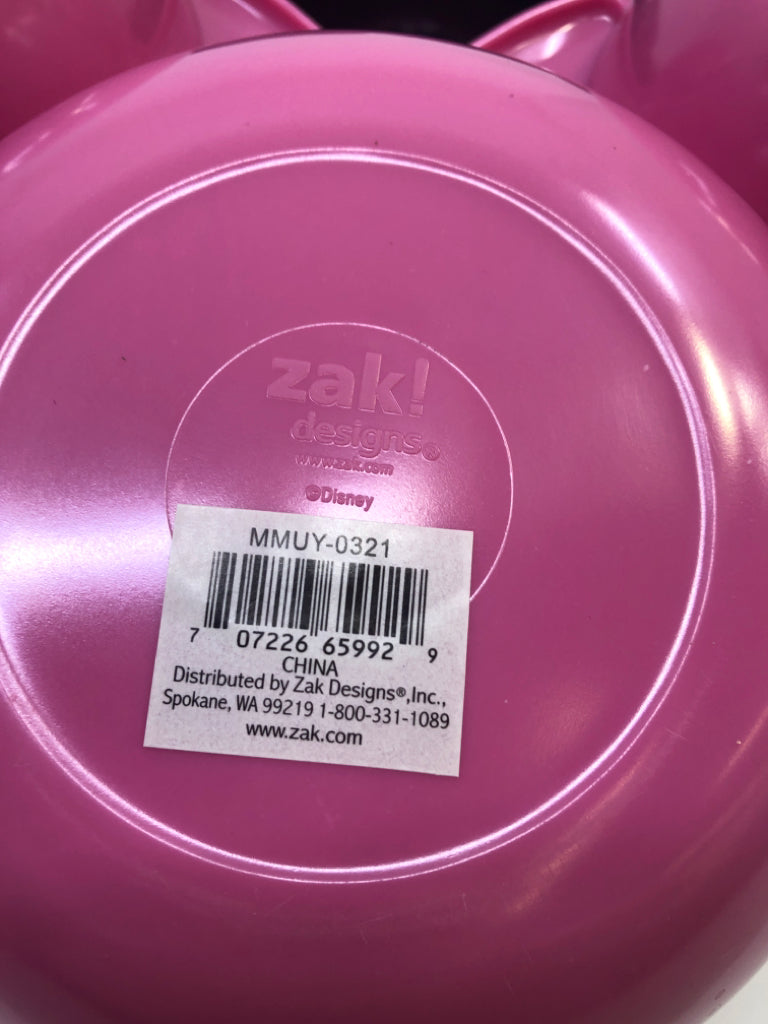 zak!
designs®
www.zak.com
©Disney
MMUY-0321
7 07226 65992 9
CHINA
Distributed by Zak Designs®,Inc.,
Spokane, WA 99219 1-800-331-1089
www.zak.com